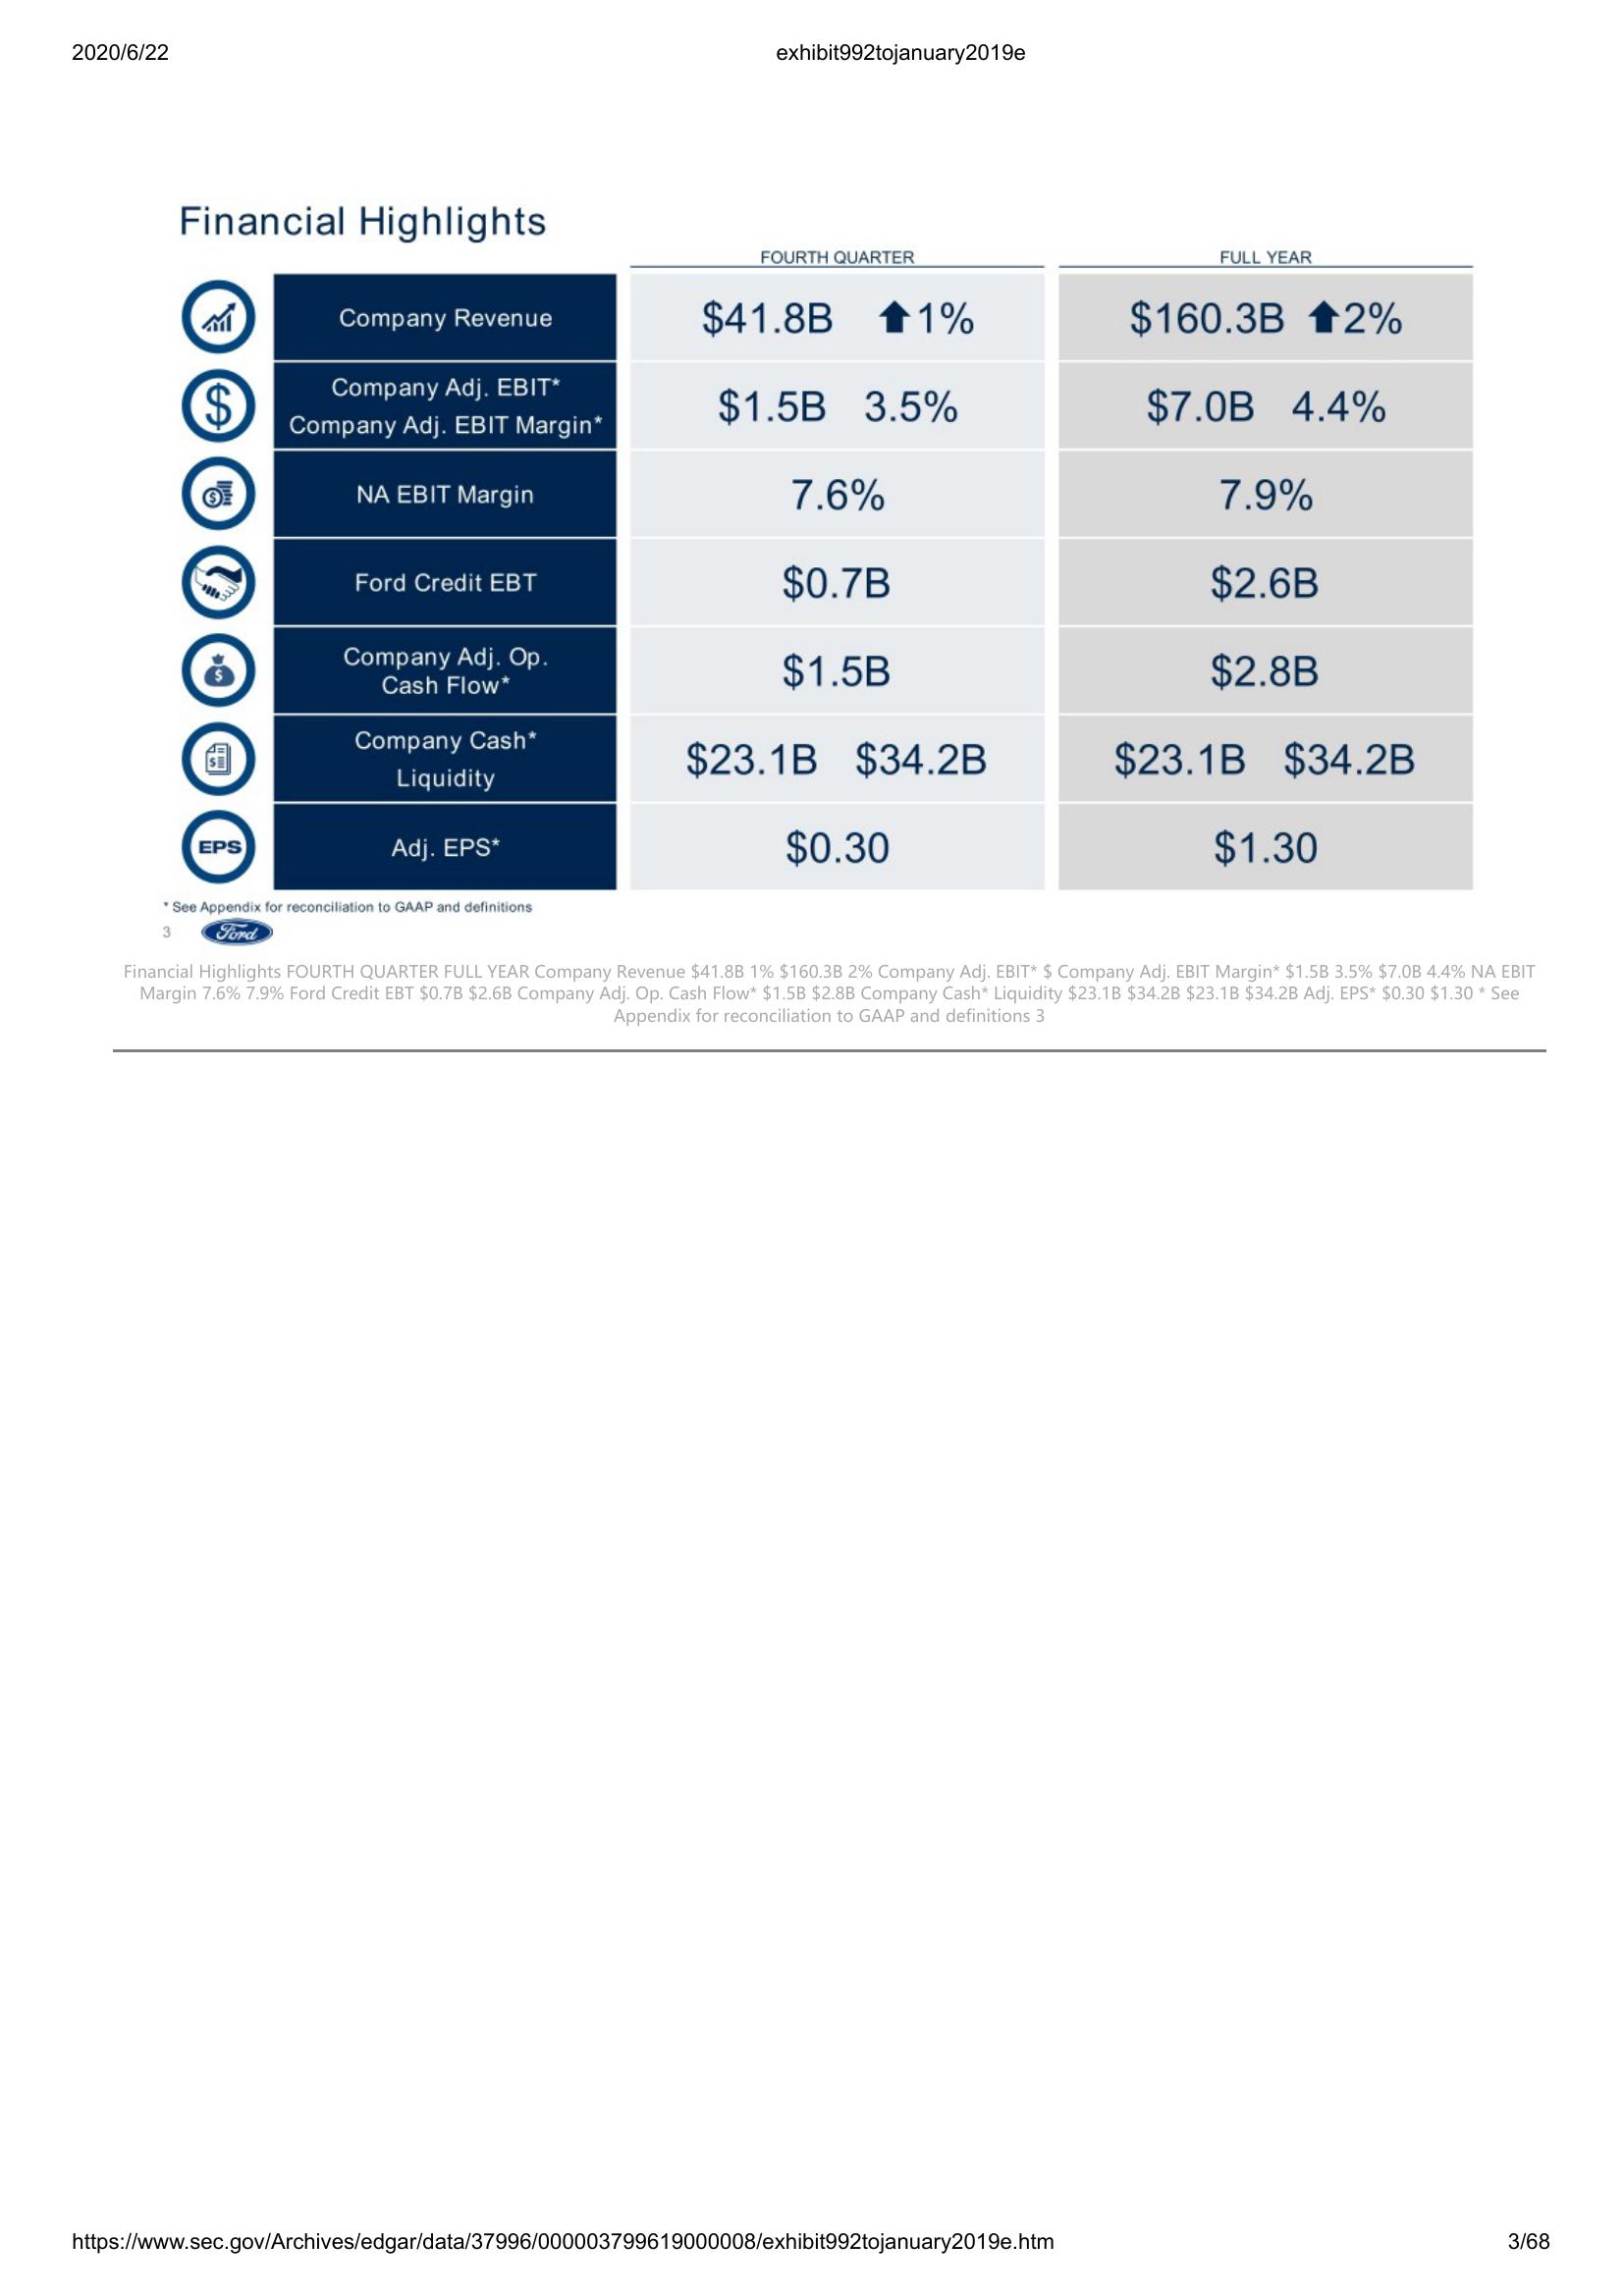 2020/6/22 exhibit992tojanuary2019e
Financial Highlights
FOURTH QUARTER FULL YEAR
Company Revenue $41.8B 1% $160.3B 2%
Company Adj. EBIT*
Company Adj. EBIT Margin* $1.5B 3.5% $7.0B 4.4%
$
NA EBIT Margin 7.6% 7.9%
Ford Credit EBT $0.7B $2.6B
Company Adj. Op.
Cash Flow* $1.5B $2.8B
$
Company Cash*
Liquidity $23.1B $34.2B $23.1B $34.2B
EPS Adj. EPS* $0.30 $1.30
* See Appendix for reconciliation to GAAP and definitions
3 Ford
Financial Highlights FOURTH QUARTER FULL YEAR Company Revenue $41.8B 1% $160.3B 2% Company Adj. EBIT* $ Company Adj. EBIT Margin* $1.5B 3.5% $7.0B 4.4% NA EBIT
Margin 7.6% 7.9% Ford Credit EBT $0.7B $2.6B Company Adj. Op. Cash Flow* $1.5B $2.8B Company Cash* Liquidity $23.1B $34.2B $23.1B $34.2B Adj. EPS* $0.30 $1.30 * See
Appendix for reconciliation to GAAP and definitions 3
https://www.sec.gov/Archives/edgar/data/37996/000003799619000008/exhibit992tojanuary2019e.htm 3/68